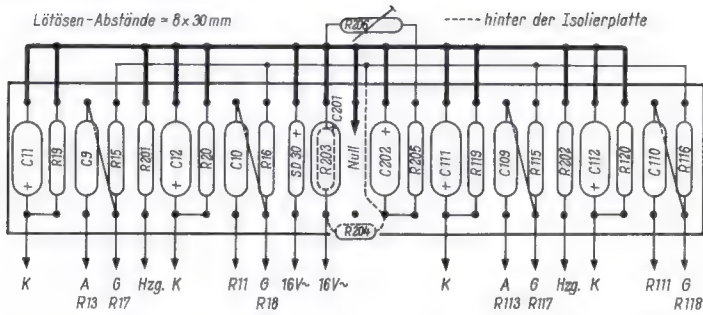 Lötösen-Abstände ≈ 8 x 30 mm
R206
---- hinter der Isolierplatte
C11
R19
C9
R15
R201
C12
R20
C10
R16
SD 30
R203
C201
Null
C202
R205
C111
R119
C109
R115
R202
C112
R120
C110
R116
R204
K A G Hzg. K R11 G 16V~ 16V~ K A G Hzg. K R111 G
R13 R17 R18 R113 R117 R118